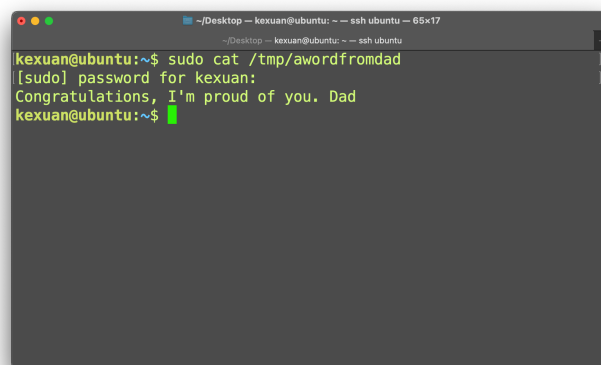 ~/Desktop — kexuan@ubuntu: ~ — ssh ubuntu — 65×17
~/Desktop — kexuan@ubuntu: ~ — ssh ubuntu
kexuan@ubuntu:~$ sudo cat /tmp/awordfromdad
[sudo] password for kexuan:
Congratulations, I'm proud of you. Dad
kexuan@ubuntu:~$